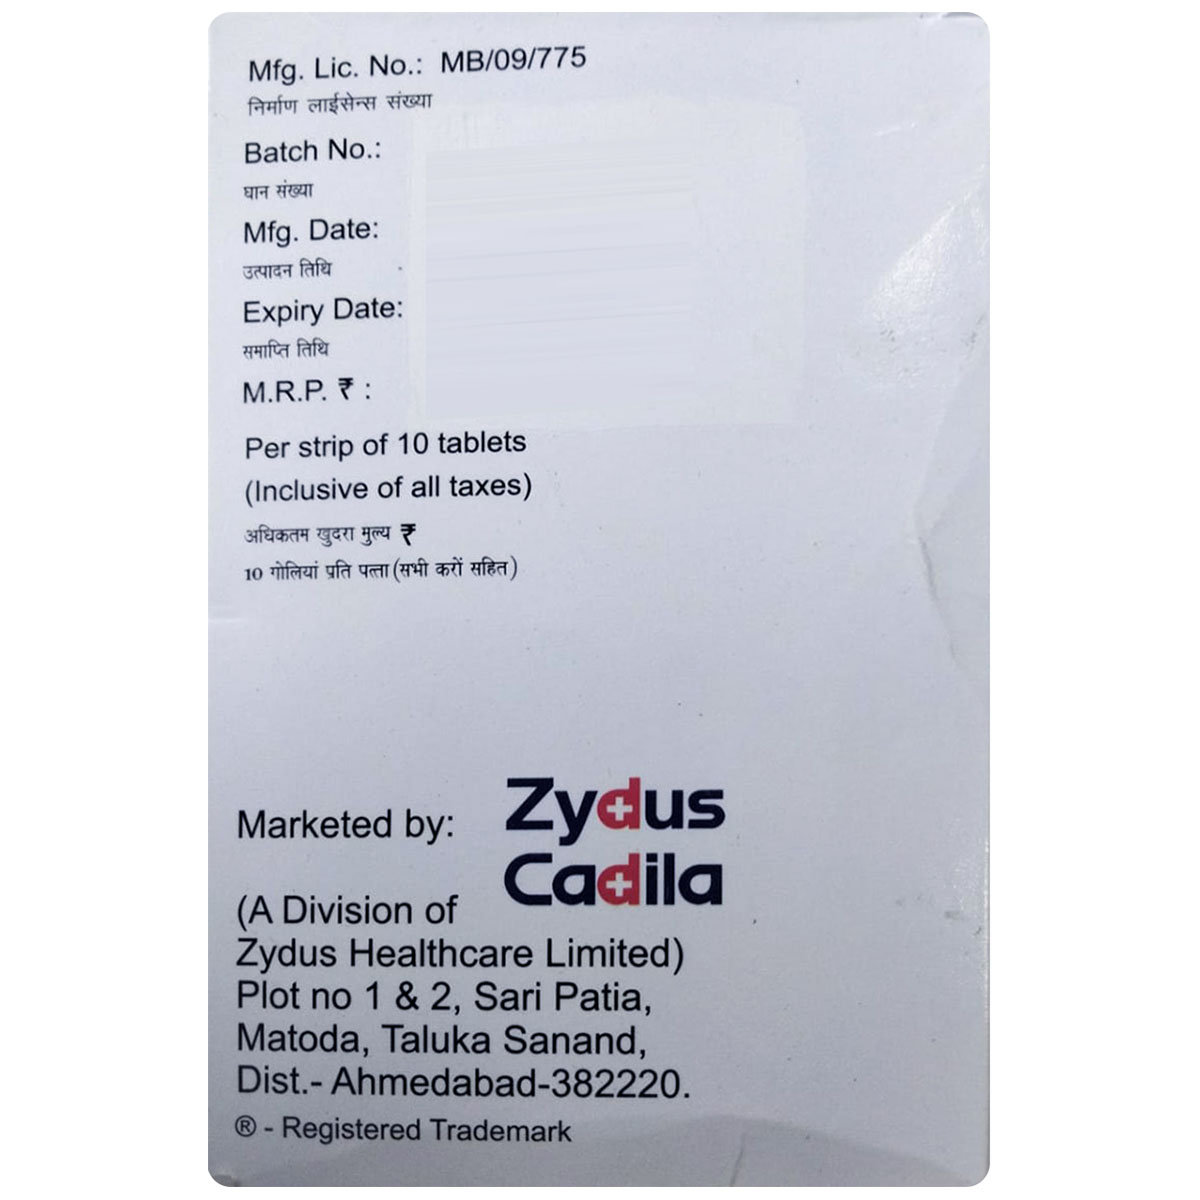 Mfg. Lic. No.: MB/09/775
निर्माण लाईसेन्स संख्या
Batch No.:
घान संख्या
Mfg. Date:
उत्पादन तिथि
Expiry Date:
समाप्ति तिथि
M.R.P. ₹ :
Per strip of 10 tablets
(Inclusive of all taxes)
अधिकतम खुदरा मुल्य ₹
10 गोलियां प्रति पत्ता (सभी करों सहित)
Marketed by: Zydus
Cadila
(A Division of
Zydus Healthcare Limited)
Plot no 1 & 2, Sari Patia,
Matoda, Taluka Sanand,
Dist.- Ahmedabad-382220.
® - Registered Trademark